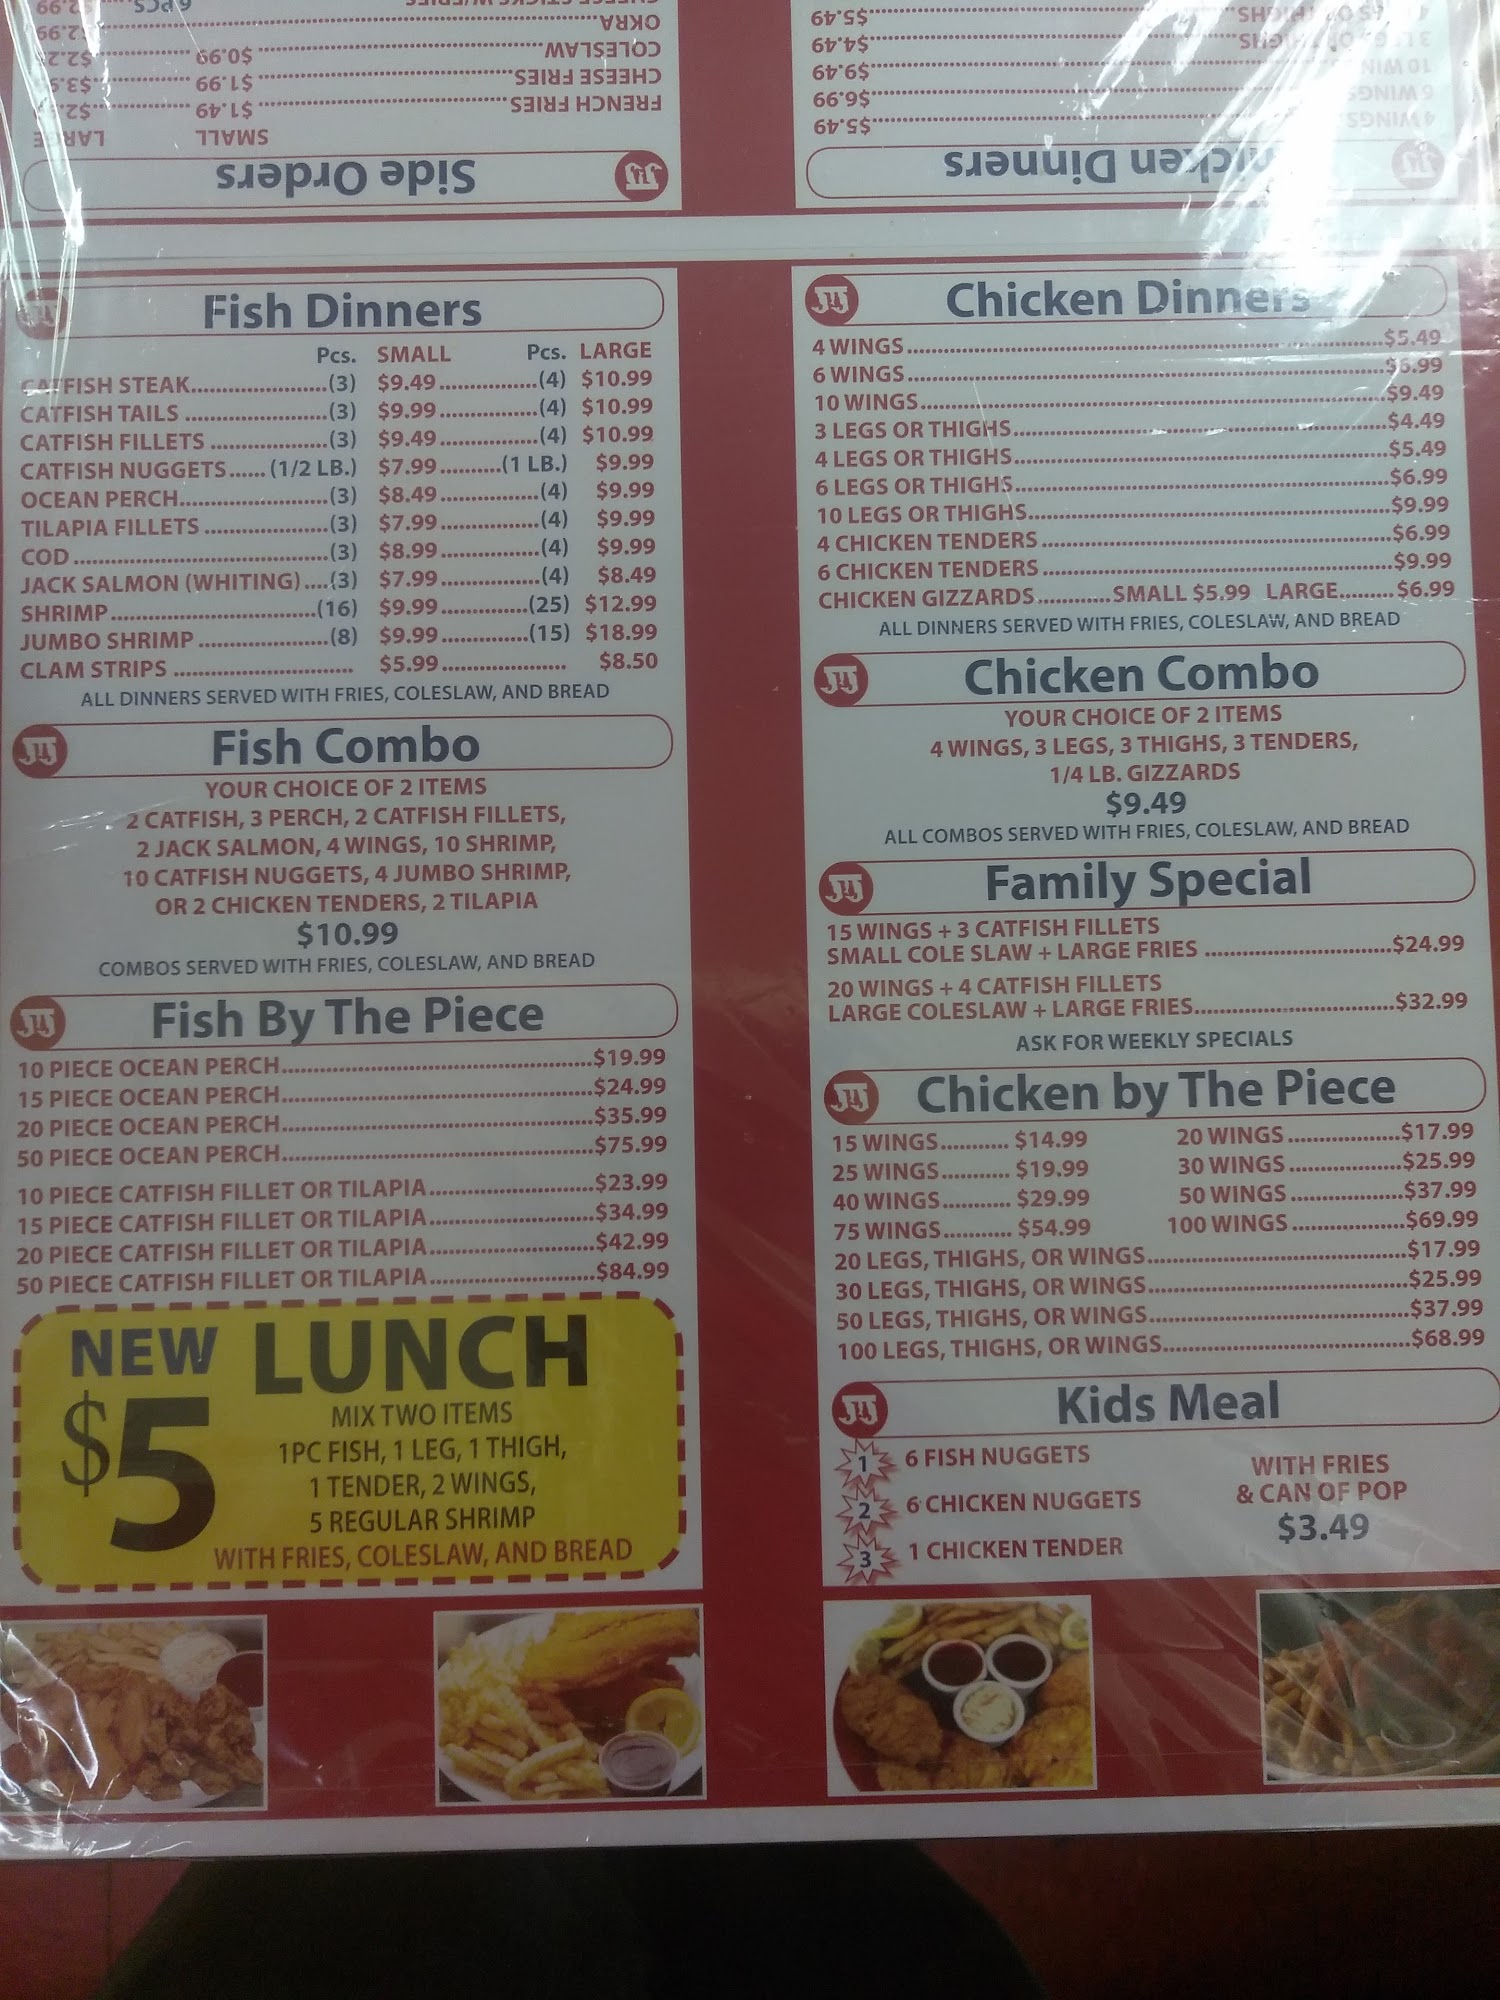 6 PCS
OKRA
COLESLAW $0.99
CHEESE FRIES $1.99
FRENCH FRIES $1.49
SMALL LARGE
Side Orders
$5.49
$4.49
10 $9.49
6 WINGS $6.99
4 WINGS $5.49
Chicken Dinners
Fish Dinners
Pcs. SMALL Pcs. LARGE
CATFISH STEAK (3) $9.49 (4) $10.99
CATFISH TAILS (3) $9.99 (4) $10.99
CATFISH FILLETS (3) $9.49 (4) $10.99
CATFISH NUGGETS (1/2 LB.) $7.99 (1 LB.) $9.99
OCEAN PERCH (3) $8.49 (4) $9.99
TILAPIA FILLETS (3) $7.99 (4) $9.99
COD (3) $8.99 (4) $9.99
JACK SALMON (WHITING) (3) $7.99 (4) $8.49
SHRIMP (16) $9.99 (25) $12.99
JUMBO SHRIMP (8) $9.99 (15) $18.99
CLAM STRIPS $5.99 $8.50
ALL DINNERS SERVED WITH FRIES, COLESLAW, AND BREAD
Fish Combo
YOUR CHOICE OF 2 ITEMS
2 CATFISH, 3 PERCH, 2 CATFISH FILLETS,
2 JACK SALMON, 4 WINGS, 10 SHRIMP,
10 CATFISH NUGGETS, 4 JUMBO SHRIMP,
OR 2 CHICKEN TENDERS, 2 TILAPIA
$10.99
COMBOS SERVED WITH FRIES, COLESLAW, AND BREAD
Fish By The Piece
10 PIECE OCEAN PERCH $19.99
15 PIECE OCEAN PERCH $24.99
20 PIECE OCEAN PERCH $35.99
50 PIECE OCEAN PERCH $75.99
10 PIECE CATFISH FILLET OR TILAPIA $23.99
15 PIECE CATFISH FILLET OR TILAPIA $34.99
20 PIECE CATFISH FILLET OR TILAPIA $42.99
50 PIECE CATFISH FILLET OR TILAPIA $84.99
NEW LUNCH
$5
MIX TWO ITEMS
1PC FISH, 1 LEG, 1 THIGH,
1 TENDER, 2 WINGS,
5 REGULAR SHRIMP
WITH FRIES, COLESLAW, AND BREAD
Chicken Dinners
4 WINGS $5.49
6 WINGS $6.99
10 WINGS $9.49
3 LEGS OR THIGHS $4.49
4 LEGS OR THIGHS $5.49
6 LEGS OR THIGHS $6.99
10 LEGS OR THIGHS $9.99
4 CHICKEN TENDERS $6.99
6 CHICKEN TENDERS $9.99
CHICKEN GIZZARDS SMALL $5.99 LARGE $6.99
ALL DINNERS SERVED WITH FRIES, COLESLAW, AND BREAD
Chicken Combo
YOUR CHOICE OF 2 ITEMS
4 WINGS, 3 LEGS, 3 THIGHS, 3 TENDERS,
1/4 LB. GIZZARDS
$9.49
ALL COMBOS SERVED WITH FRIES, COLESLAW, AND BREAD
Family Special
15 WINGS + 3 CATFISH FILLETS
SMALL COLE SLAW + LARGE FRIES $24.99
20 WINGS + 4 CATFISH FILLETS
LARGE COLESLAW + LARGE FRIES $32.99
ASK FOR WEEKLY SPECIALS
Chicken by The Piece
15 WINGS $14.99 20 WINGS $17.99
25 WINGS $19.99 30 WINGS $25.99
40 WINGS $29.99 50 WINGS $37.99
75 WINGS $54.99 100 WINGS $69.99
20 LEGS, THIGHS, OR WINGS $17.99
30 LEGS, THIGHS, OR WINGS $25.99
50 LEGS, THIGHS, OR WINGS $37.99
100 LEGS, THIGHS, OR WINGS $68.99
Kids Meal
1 6 FISH NUGGETS
2 6 CHICKEN NUGGETS
3 1 CHICKEN TENDER
WITH FRIES
& CAN OF POP
$3.49